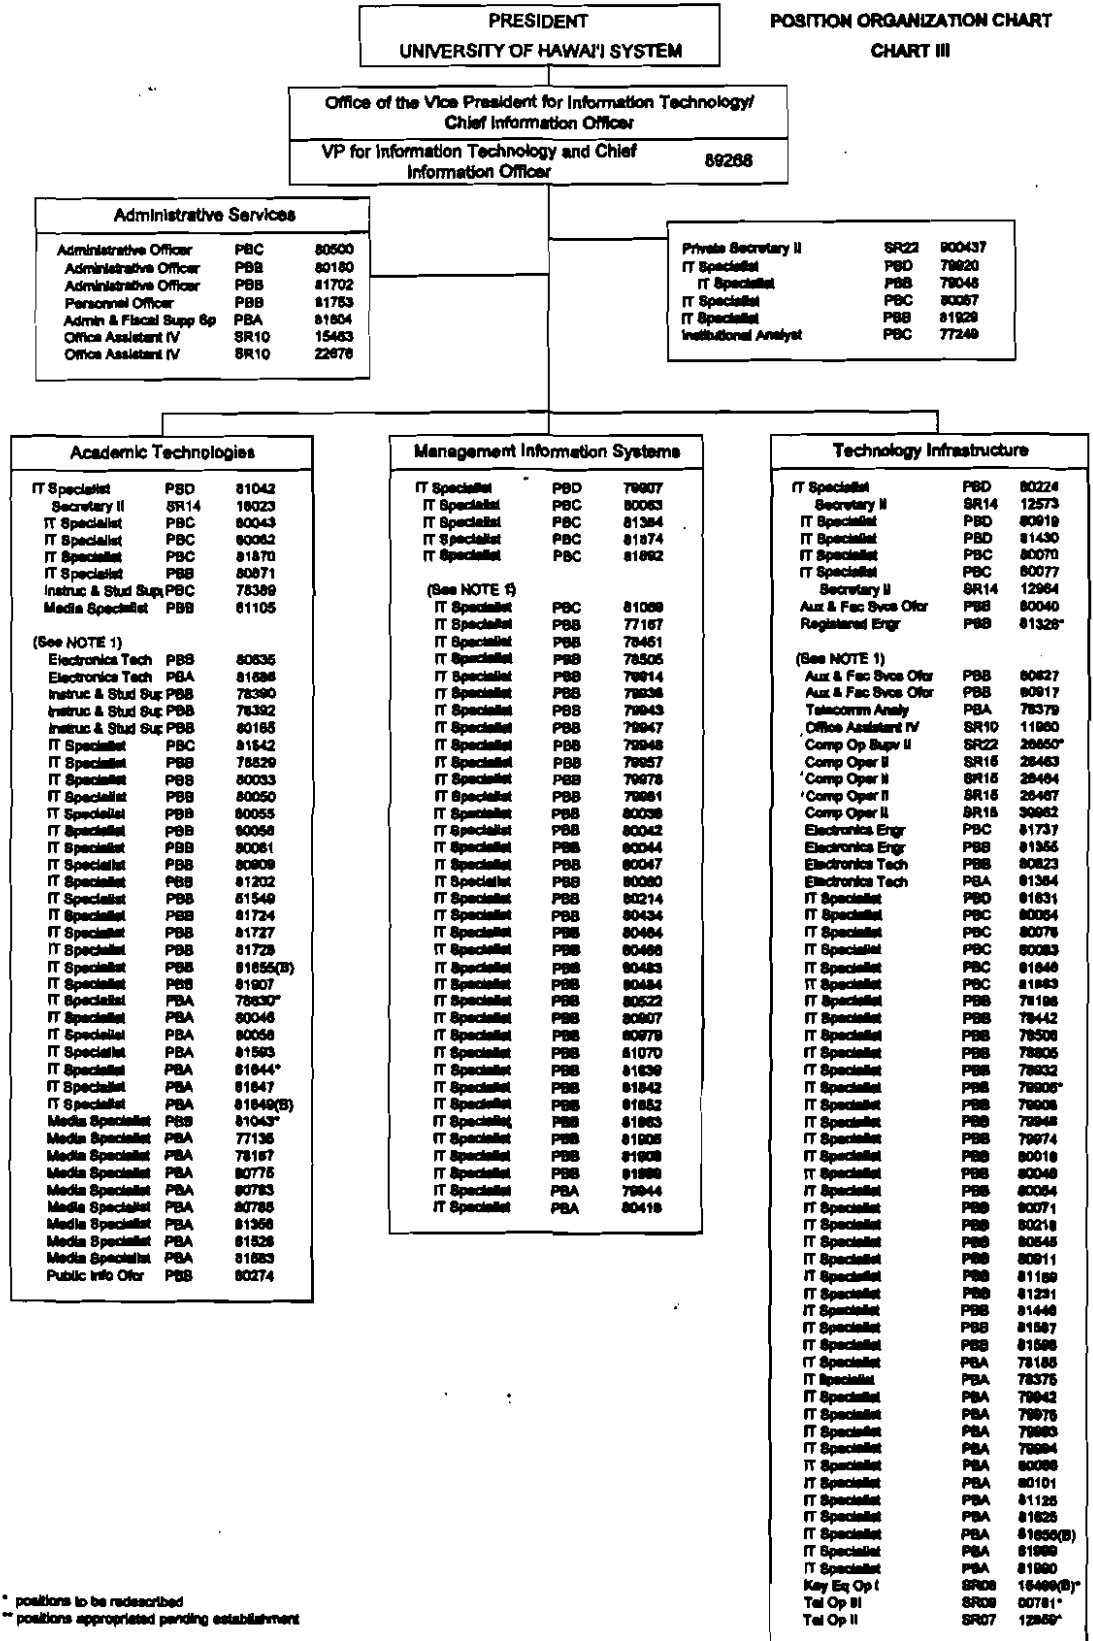 PRESIDENT
UNIVERSITY OF HAWAI'I SYSTEM
POSITION ORGANIZATION CHART
CHART III
Office of the Vice President for Information Technology/
Chief Information Officer
VP for Information Technology and Chief
Information Officer 89266
Administrative Services
Administrative Officer PBC 80500
Administrative Officer PBB 80180
Administrative Officer PBB 81702
Personnel Officer PBB 81753
Admin & Fiscal Supp Sp PBA 81804
Office Assistant IV SR10 15463
Office Assistant IV SR10 22676
Private Secretary II SR22 900437
IT Specialist PBD 79920
IT Specialist PBB 79046
IT Specialist PBC 80067
IT Specialist PBB 81929
Institutional Analyst PBC 77249
Academic Technologies
IT Specialist PBD 81042
Secretary II SR14 16023
IT Specialist PBC 80043
IT Specialist PBC 80062
IT Specialist PBC 81870
IT Specialist PBB 80871
Instruc & Stud Sup PBC 78389
Media Specialist PBB 81105
(See NOTE 1)
Electronics Tech PBB 80635
Electronics Tech PBA 81586
Instruc & Stud Sup PBB 78390
Instruc & Stud Sup PBB 78392
Instruc & Stud Sup PBB 80165
IT Specialist PBC 81542
IT Specialist PBB 78529
IT Specialist PBB 80033
IT Specialist PBB 80050
IT Specialist PBB 80055
IT Specialist PBB 80056
IT Specialist PBB 80061
IT Specialist PBB 80909
IT Specialist PBB 81202
IT Specialist PBB 81549
IT Specialist PBB 81724
IT Specialist PBB 81727
IT Specialist PBB 81728
IT Specialist PBB 81655(B)
IT Specialist PBB 81907
IT Specialist PBA 78630*
IT Specialist PBA 80046
IT Specialist PBA 80058
IT Specialist PBA 81593
IT Specialist PBA 81644*
IT Specialist PBA 81647
IT Specialist PBA 81649(B)
Media Specialist PBB 81043*
Media Specialist PBA 77135
Media Specialist PBA 78167
Media Specialist PBA 80775
Media Specialist PBA 80783
Media Specialist PBA 80785
Media Specialist PBA 81356
Media Specialist PBA 81526
Media Specialist PBA 81583
Public Info Ofcr PBB 80274
Management Information Systems
IT Specialist PBD 79907
IT Specialist PBC 80063
IT Specialist PBC 81364
IT Specialist PBC 81874
IT Specialist PBC 81892
(See NOTE 1)
IT Specialist PBC 81069
IT Specialist PBB 77167
IT Specialist PBB 78451
IT Specialist PBB 78505
IT Specialist PBB 79914
IT Specialist PBB 79936
IT Specialist PBB 79943
IT Specialist PBB 79947
IT Specialist PBB 79948
IT Specialist PBB 79957
IT Specialist PBB 79978
IT Specialist PBB 79981
IT Specialist PBB 80038
IT Specialist PBB 80042
IT Specialist PBB 80044
IT Specialist PBB 80047
IT Specialist PBB 80060
IT Specialist PBB 80214
IT Specialist PBB 80434
IT Specialist PBB 80464
IT Specialist PBB 80466
IT Specialist PBB 80483
IT Specialist PBB 80484
IT Specialist PBB 80522
IT Specialist PBB 80907
IT Specialist PBB 80979
IT Specialist PBB 81070
IT Specialist PBB 81639
IT Specialist PBB 81842
IT Specialist PBB 81852
IT Specialist PBB 81863
IT Specialist PBB 81905
IT Specialist PBB 81908
IT Specialist PBB 81989
IT Specialist PBA 79944
IT Specialist PBA 80418
Technology Infrastructure
IT Specialist PBD 80224
Secretary II SR14 12573
IT Specialist PBD 80919
IT Specialist PBD 81430
IT Specialist PBC 80070
IT Specialist PBC 80077
Secretary II SR14 12964
Aux & Fac Svcs Ofcr PBB 80040
Registered Engr PBB 81326*
(See NOTE 1)
Aux & Fac Svcs Ofcr PBB 80627
Aux & Fac Svcs Ofcr PBB 80917
Telecomm Analy PBA 78379
Office Assistant IV SR10 11960
Comp Op Supv II SR22 26650*
Comp Oper II SR15 26463
Comp Oper II SR15 26464
Comp Oper II SR15 26467
Comp Oper II SR15 39962
Electronics Engr PBC 81737
Electronics Engr PBB 81355
Electronics Tech PBB 80823
Electronics Tech PBA 81354
IT Specialist PBD 81631
IT Specialist PBC 80064
IT Specialist PBC 80076
IT Specialist PBC 80083
IT Specialist PBC 81646
IT Specialist PBC 81883
IT Specialist PBB 78196
IT Specialist PBB 78442
IT Specialist PBB 78506
IT Specialist PBB 78805
IT Specialist PBB 78932
IT Specialist PBB 79905*
IT Specialist PBB 79908
IT Specialist PBB 79946
IT Specialist PBB 79974
IT Specialist PBB 80018
IT Specialist PBB 80048
IT Specialist PBB 80054
IT Specialist PBB 80071
IT Specialist PBB 80218
IT Specialist PBB 80545
IT Specialist PBB 80911
IT Specialist PBB 81159
IT Specialist PBB 81231
IT Specialist PBB 81446
IT Specialist PBB 81587
IT Specialist PBB 81598
IT Specialist PBA 78185
IT Specialist PBA 78375
IT Specialist PBA 79942
IT Specialist PBA 79975
IT Specialist PBA 79983
IT Specialist PBA 79994
IT Specialist PBA 80066
IT Specialist PBA 80101
IT Specialist PBA 81125
IT Specialist PBA 81625
IT Specialist PBA 81656(B)
IT Specialist PBA 81989
IT Specialist PBA 81990
Key Eq Op I SR08 15499(B)*
Tel Op III SR09 00781*
Tel Op II SR07 12859*
* positions to be redescribed
** positions appropriated pending establishment